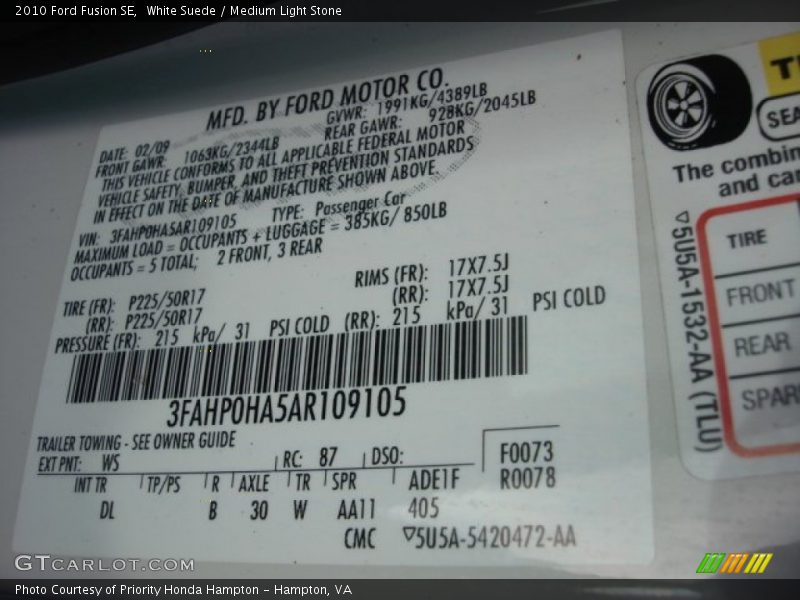 2010 Ford Fusion SE,  White Suede / Medium Light Stone
MFD. BY FORD MOTOR CO.
DATE: 02/09
GVWR: 1991KG/4389LB
FRONT GAWR: 1063KG/2344LB
REAR GAWR: 928KG/2045LB
THIS VEHICLE CONFORMS TO ALL APPLICABLE FEDERAL MOTOR
VEHICLE SAFETY, BUMPER, AND THEFT PREVENTION STANDARDS
IN EFFECT ON THE DATE OF MANUFACTURE SHOWN ABOVE
VIN: 3FAHP0HA5AR109105
TYPE: Passenger Car
MAXIMUM LOAD = OCCUPANTS + LUGGAGE = 385KG/ 850LB
OCCUPANTS = 5 TOTAL; 2 FRONT, 3 REAR
TIRE (FR): P225/50R17
RIMS (FR): 17X7.5J
(RR): P225/50R17
(RR): 17X7.5J
PRESSURE (FR): 215 kPa/ 31 PSI COLD (RR): 215 kPa/ 31 PSI COLD
3FAHP0HA5AR109105
TRAILER TOWING - SEE OWNER GUIDE
EXT PNT: WS RC: 87 DSO: F0073
R0078
INT TR TP/PS R AXLE TR SPR ADE1F
DL B 30 W AA11 405
CMC ▽5U5A-5420472-AA
The combin
and ca
▽5U5A-1532-AA (TLU)
TIRE
FRONT
REAR
SPAR
GTCARLOT.COM
Photo Courtesy of Priority Honda Hampton - Hampton, VA